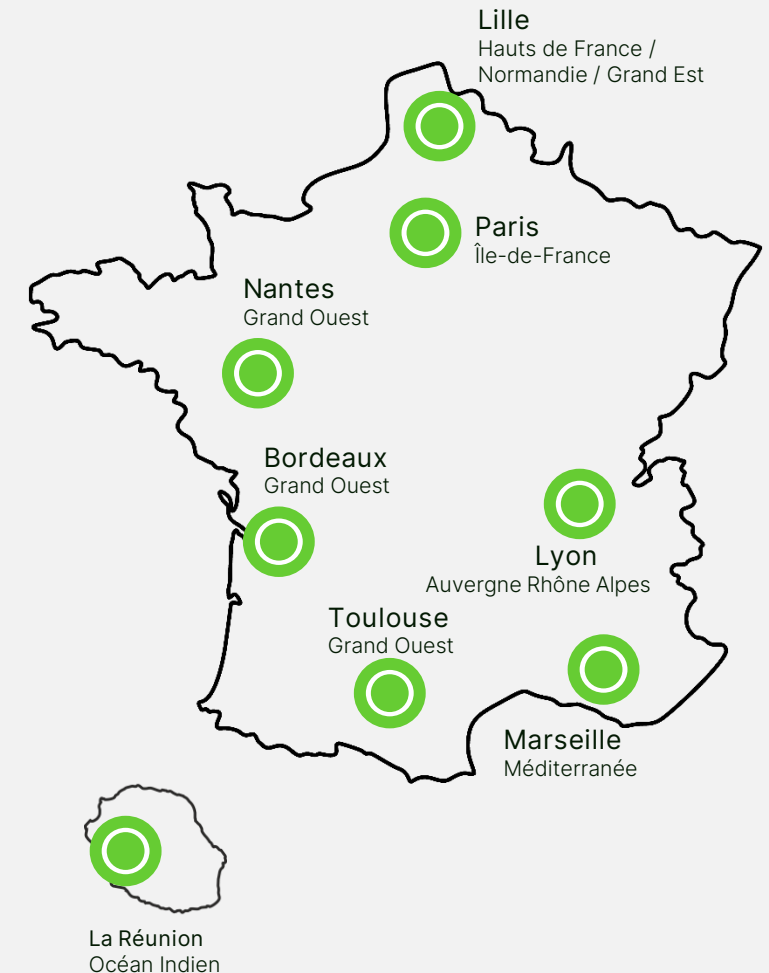 Lille
Hauts de France /
Normandie / Grand Est
Paris
Île-de-France
Nantes
Grand Ouest
Bordeaux
Grand Ouest
Lyon
Auvergne Rhône Alpes
Toulouse
Grand Ouest
Marseille
Méditerranée
La Réunion
Océan Indien